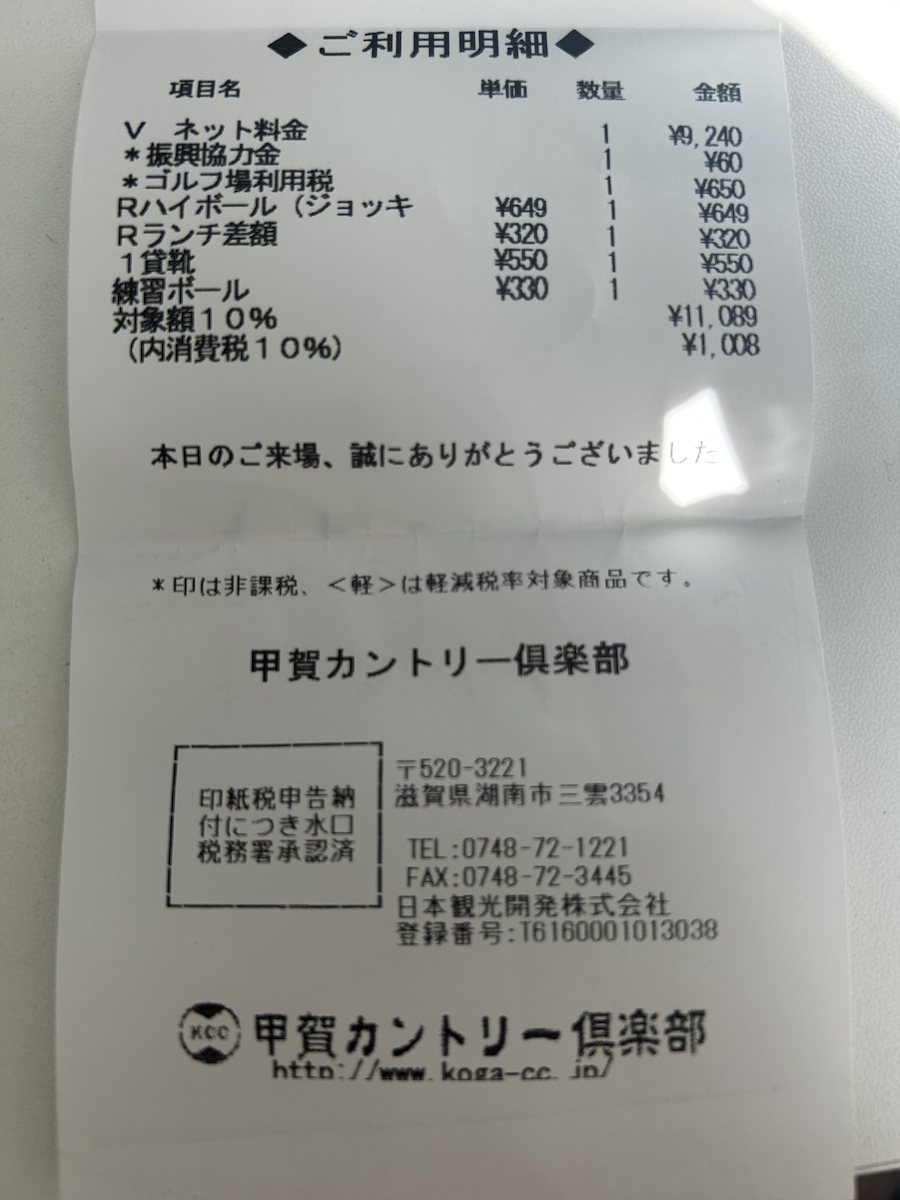 ◆ご利用明細◆
項目名 単価 数量 金額
V ネット料金 1 ¥9,240
*振興協力金 1 ¥60
*ゴルフ場利用税 1 ¥650
Rハイボール(ジョッキ ¥649 1 ¥649
Rランチ差額 ¥320 1 ¥320
1貸靴 ¥550 1 ¥550
練習ボール ¥330 1 ¥330
対象額10% ¥11,089
(内消費税10%) ¥1,008
本日のご来場、誠にありがとうございました
*印は非課税、<軽>は軽減税率対象商品です。
甲賀カントリー倶楽部
印紙税申告納
付につき水口
税務署承認済
〒520-3221
滋賀県湖南市三雲3354
TEL:0748-72-1221
FAX:0748-72-3445
日本観光開発株式会社
登録番号:T6160001013038
KCC 甲賀カントリー倶楽部
http://www.koga-cc.jp/